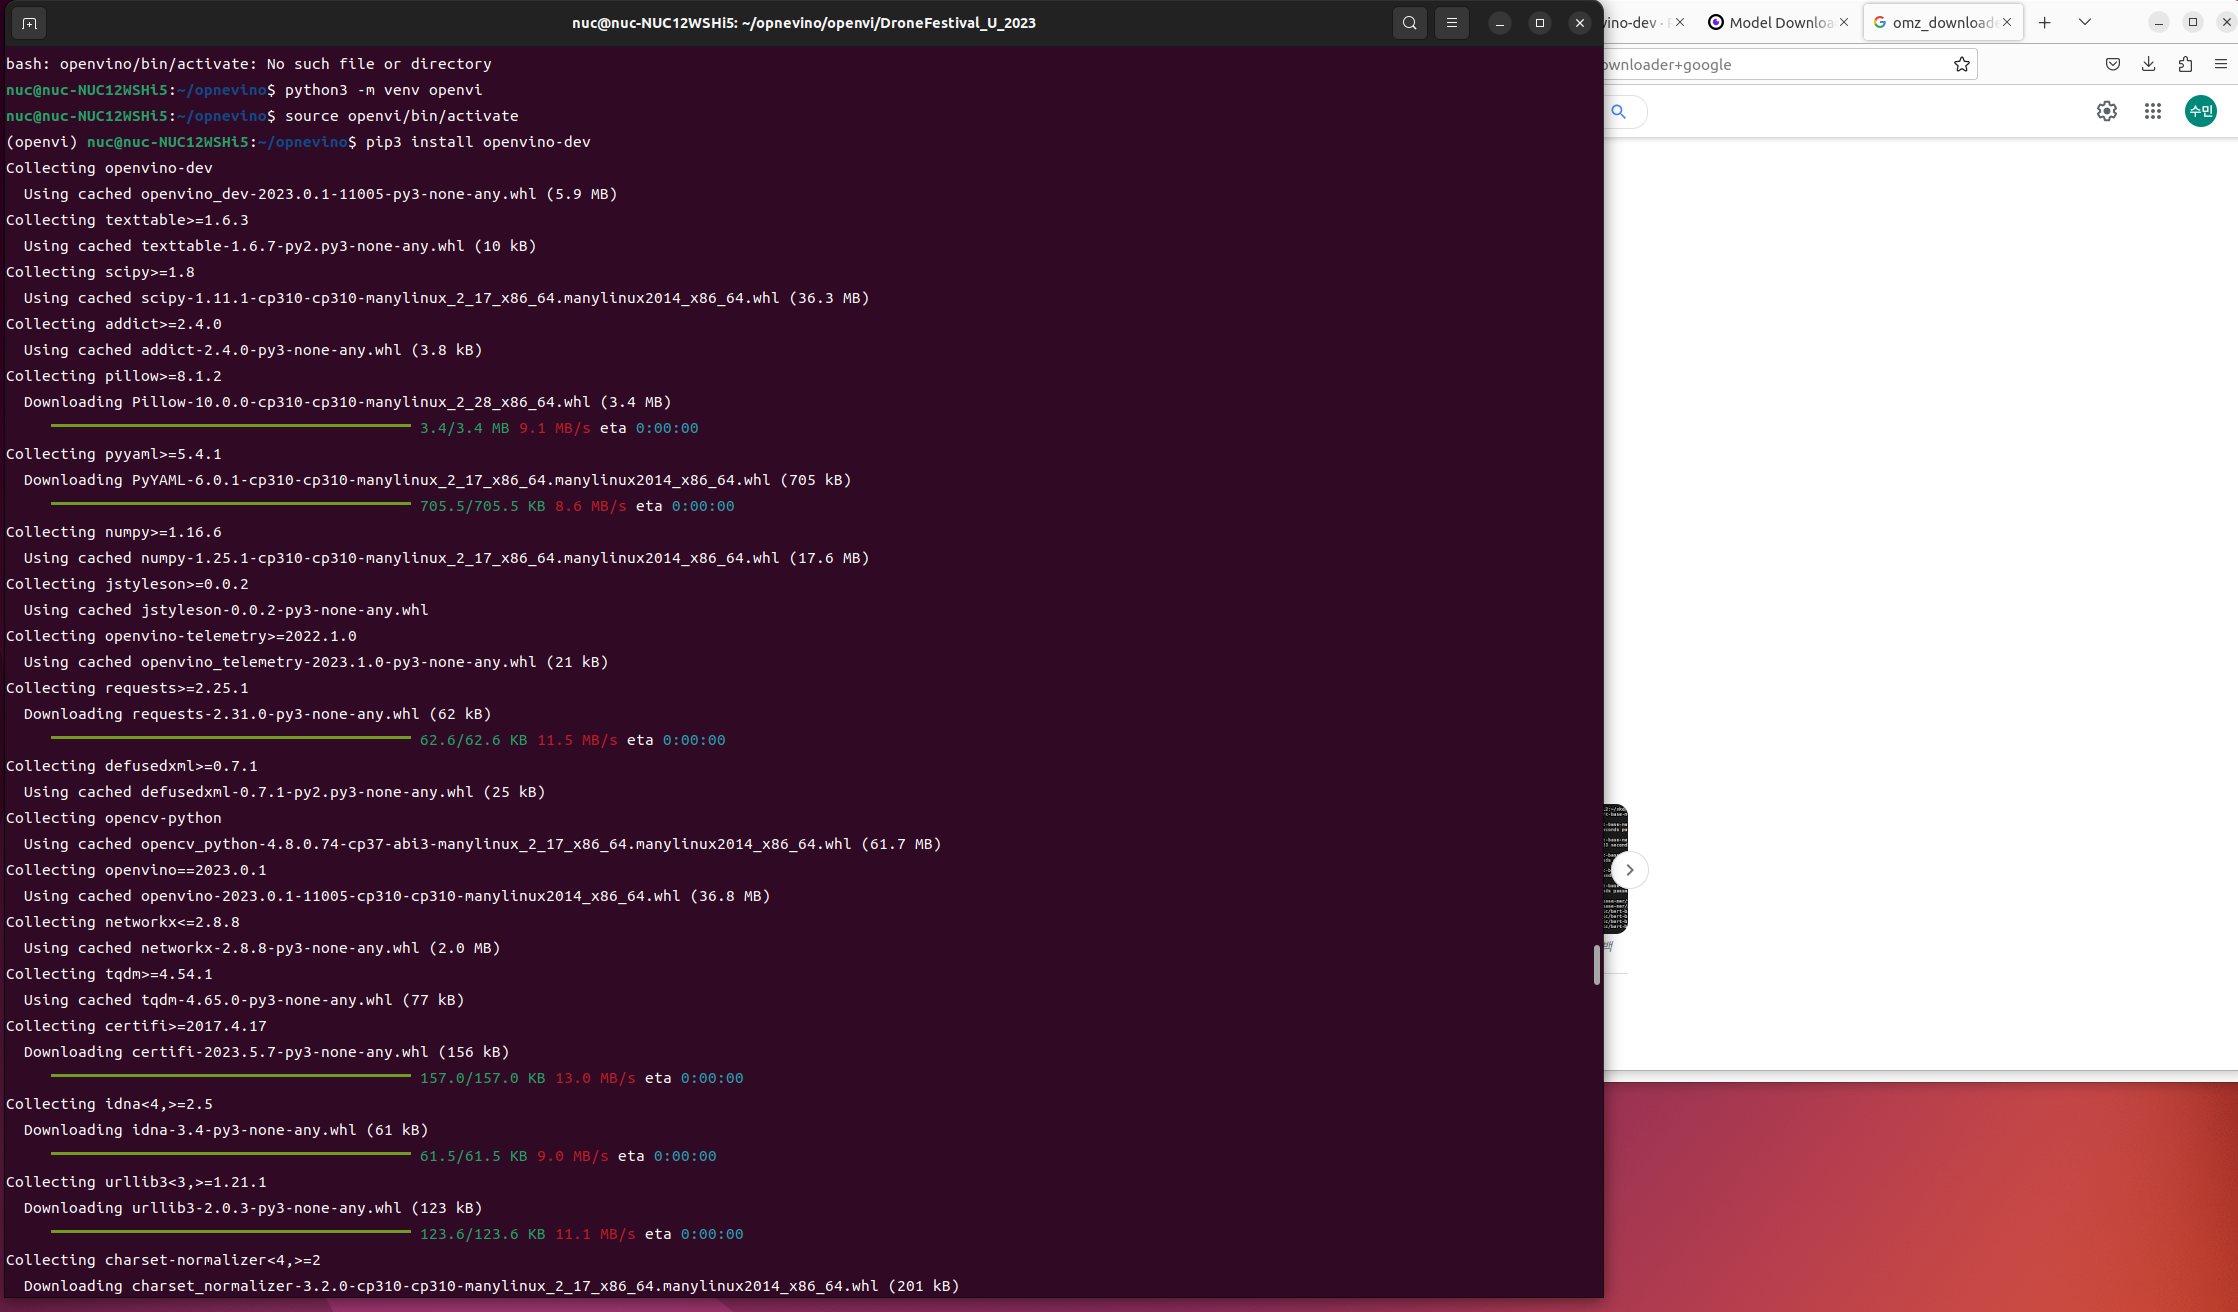 nuc@nuc-NUC12WSHi5: ~/opnevino/openvi/DroneFestival_U_2023
bash: openvino/bin/activate: No such file or directory
nuc@nuc-NUC12WSHi5:~/opnevino$ python3 -m venv openvi
nuc@nuc-NUC12WSHi5:~/opnevino$ source openvi/bin/activate
(openvi) nuc@nuc-NUC12WSHi5:~/opnevino$ pip3 install openvino-dev
Collecting openvino-dev
  Using cached openvino_dev-2023.0.1-11005-py3-none-any.whl (5.9 MB)
Collecting texttable>=1.6.3
  Using cached texttable-1.6.7-py2.py3-none-any.whl (10 kB)
Collecting scipy>=1.8
  Using cached scipy-1.11.1-cp310-cp310-manylinux_2_17_x86_64.manylinux2014_x86_64.whl (36.3 MB)
Collecting addict>=2.4.0
  Using cached addict-2.4.0-py3-none-any.whl (3.8 kB)
Collecting pillow>=8.1.2
  Downloading Pillow-10.0.0-cp310-cp310-manylinux_2_28_x86_64.whl (3.4 MB)
3.4/3.4 MB 9.1 MB/s eta 0:00:00
Collecting pyyaml>=5.4.1
  Downloading PyYAML-6.0.1-cp310-cp310-manylinux_2_17_x86_64.manylinux2014_x86_64.whl (705 kB)
705.5/705.5 KB 8.6 MB/s eta 0:00:00
Collecting numpy>=1.16.6
  Using cached numpy-1.25.1-cp310-cp310-manylinux_2_17_x86_64.manylinux2014_x86_64.whl (17.6 MB)
Collecting jstyleson>=0.0.2
  Using cached jstyleson-0.0.2-py3-none-any.whl
Collecting openvino-telemetry>=2022.1.0
  Using cached openvino_telemetry-2023.1.0-py3-none-any.whl (21 kB)
Collecting requests>=2.25.1
  Downloading requests-2.31.0-py3-none-any.whl (62 kB)
62.6/62.6 KB 11.5 MB/s eta 0:00:00
Collecting defusedxml>=0.7.1
  Using cached defusedxml-0.7.1-py2.py3-none-any.whl (25 kB)
Collecting opencv-python
  Using cached opencv_python-4.8.0.74-cp37-abi3-manylinux_2_17_x86_64.manylinux2014_x86_64.whl (61.7 MB)
Collecting openvino==2023.0.1
  Using cached openvino-2023.0.1-11005-cp310-cp310-manylinux2014_x86_64.whl (36.8 MB)
Collecting networkx<=2.8.8
  Using cached networkx-2.8.8-py3-none-any.whl (2.0 MB)
Collecting tqdm>=4.54.1
  Using cached tqdm-4.65.0-py3-none-any.whl (77 kB)
Collecting certifi>=2017.4.17
  Downloading certifi-2023.5.7-py3-none-any.whl (156 kB)
157.0/157.0 KB 13.0 MB/s eta 0:00:00
Collecting idna<4,>=2.5
  Downloading idna-3.4-py3-none-any.whl (61 kB)
61.5/61.5 KB 9.0 MB/s eta 0:00:00
Collecting urllib3<3,>=1.21.1
  Downloading urllib3-2.0.3-py3-none-any.whl (123 kB)
123.6/123.6 KB 11.1 MB/s eta 0:00:00
Collecting charset-normalizer<4,>=2
  Downloading charset_normalizer-3.2.0-cp310-cp310-manylinux_2_17_x86_64.manylinux2014_x86_64.whl (201 kB)
ino-dev ·
Model Downloa
omz_downloade
ownloader+google
수민